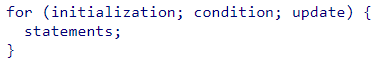 for (initialization; condition; update) {
  statements;
}